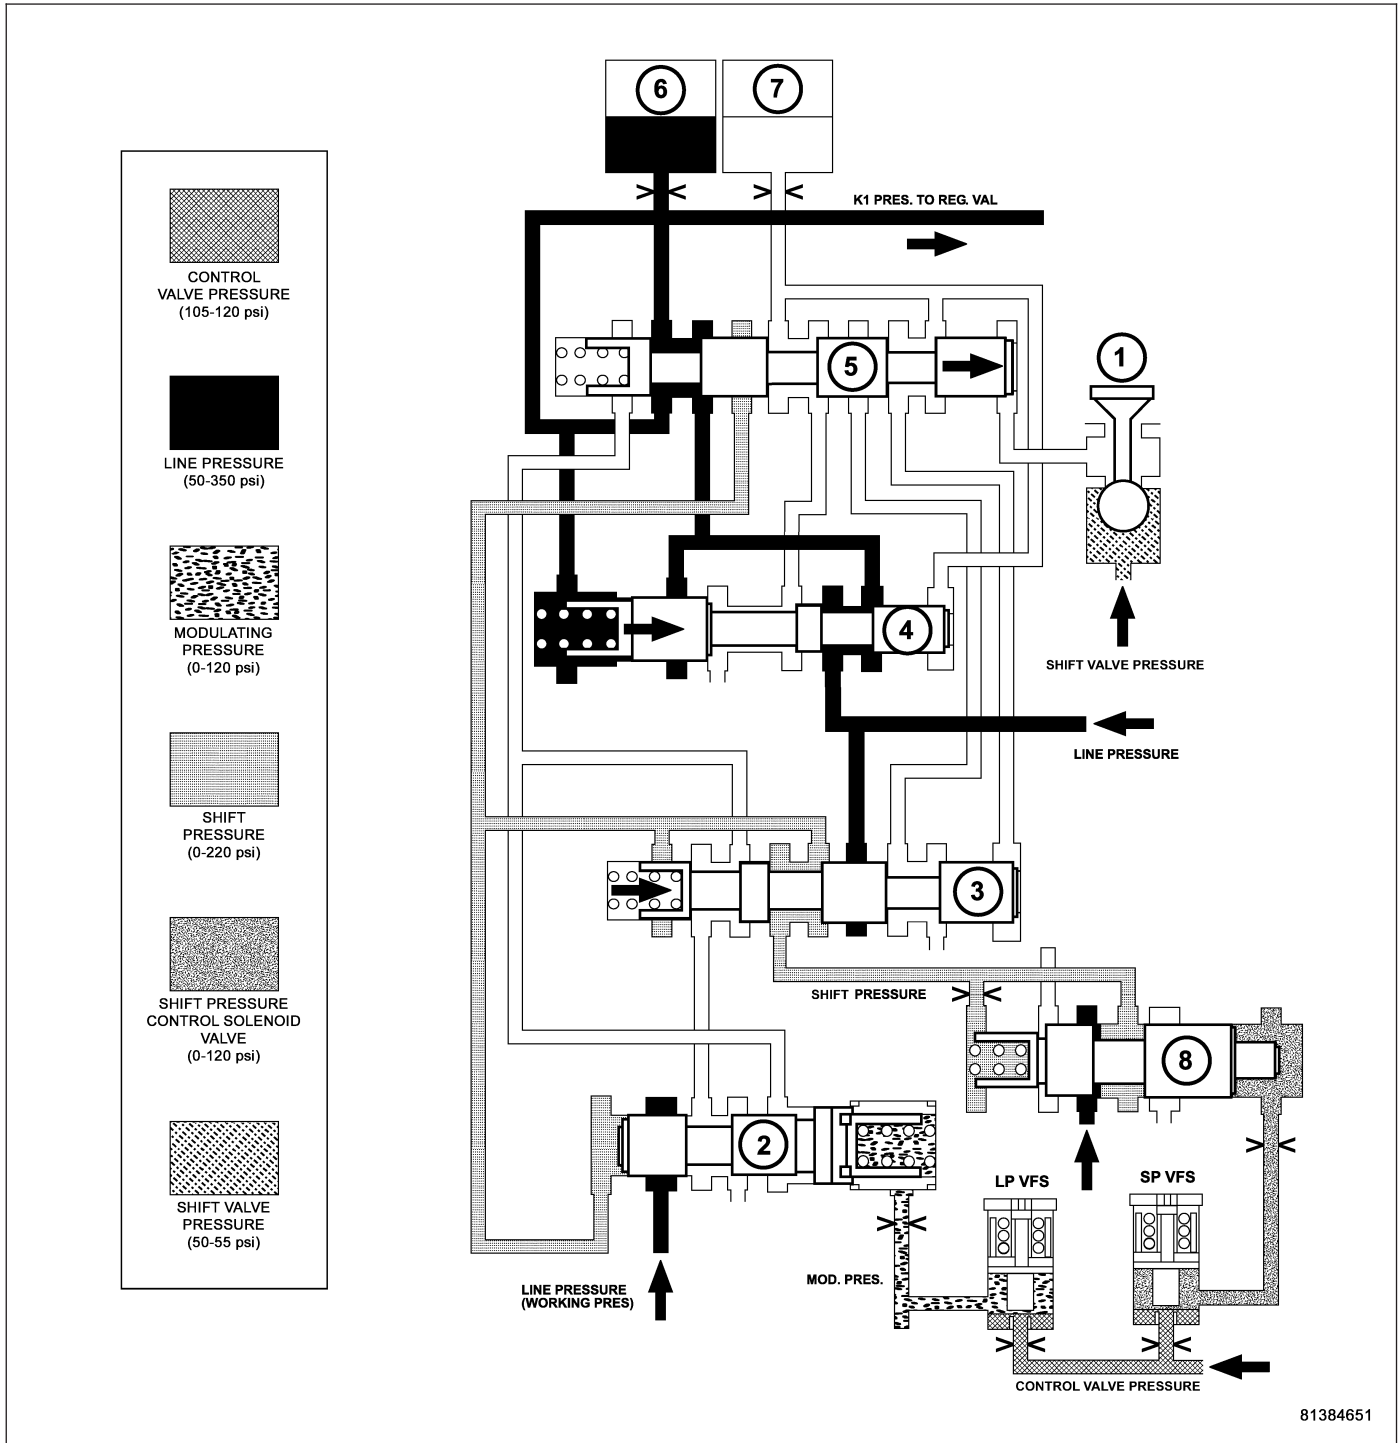 6
7
K1 PRES. TO REG. VAL
CONTROL
VALVE PRESSURE
(105-120 psi)
LINE PRESSURE
(50-350 psi)
MODULATING
PRESSURE
(0-120 psi)
SHIFT
PRESSURE
(0-220 psi)
SHIFT PRESSURE
CONTROL SOLENOID
VALVE
(0-120 psi)
SHIFT VALVE
PRESSURE
(50-55 psi)
5
1
4
SHIFT VALVE PRESSURE
LINE PRESSURE
3
SHIFT PRESSURE
8
2
LP VFS
SP VFS
MOD. PRES.
LINE PRESSURE
(WORKING PRES)
CONTROL VALVE PRESSURE
81384651